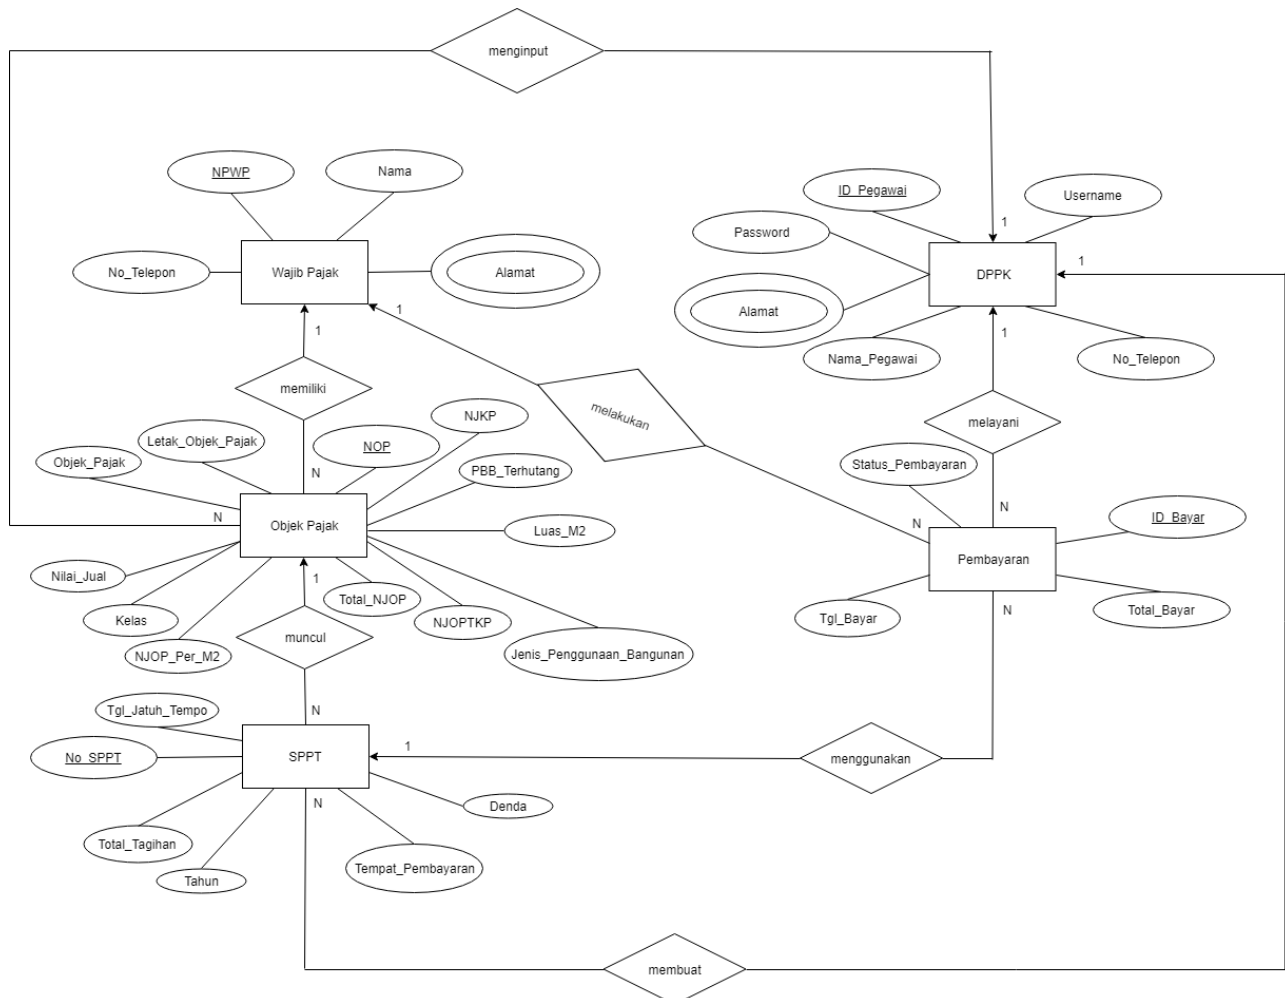 menginput
NPWP
Nama
ID_Pegawai
Username
Password
No_Telepon
Wajib Pajak
Alamat
DPPK
1
1
1
1
1
Alamat
Nama_Pegawai
No_Telepon
memiliki
melakukan
melayani
NJKP
Letak_Objek_Pajak
NOP
Objek_Pajak
PBB_Terhutang
Status_Pembayaran
N
N
N
N
Objek Pajak
Luas_M2
ID_Bayar
Pembayaran
Nilai_Jual
1
Total_NJOP
N
Kelas
NJOPTKP
Tgl_Bayar
Total_Bayar
muncul
NJOP_Per_M2
Jenis_Penggunaan_Bangunan
Tgl_Jatuh_Tempo
N
No_SPPT
SPPT
1
menggunakan
N
Denda
Total_Tagihan
Tempat_Pembayaran
Tahun
membuat